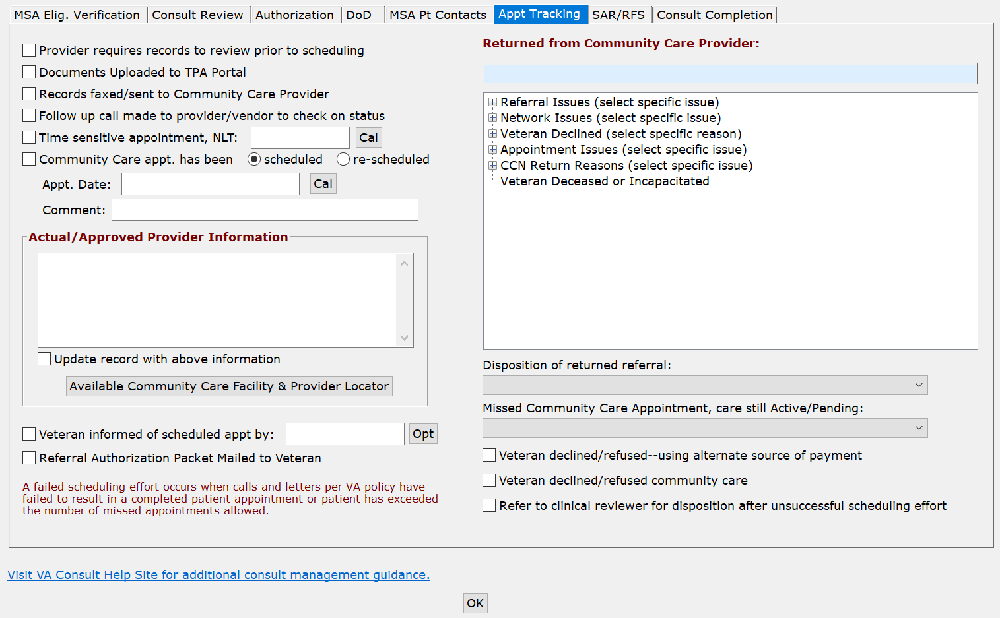 MSA Elig. Verification Consult Review Authorization DoD MSA Pt Contacts Appt Tracking SAR/RFS Consult Completion
Provider requires records to review prior to scheduling
Documents Uploaded to TPA Portal
Records faxed/sent to Community Care Provider
Follow up call made to provider/vendor to check on status
Time sensitive appointment, NLT: Cal
Community Care appt. has been scheduled re-scheduled
Appt. Date: Cal
Comment:
Actual/Approved Provider Information
Update record with above information
Available Community Care Facility & Provider Locator
Veteran informed of scheduled appt by: Opt
Referral Authorization Packet Mailed to Veteran
A failed scheduling effort occurs when calls and letters per VA policy have
failed to result in a completed patient appointment or patient has exceeded
the number of missed appointments allowed.
Returned from Community Care Provider:
Referral Issues (select specific issue)
Network Issues (select specific issue)
Veteran Declined (select specific reason)
Appointment Issues (select specific issue)
CCN Return Reasons (select specific issue)
Veteran Deceased or Incapacitated
Disposition of returned referral:
Missed Community Care Appointment, care still Active/Pending:
Veteran declined/refused--using alternate source of payment
Veteran declined/refused community care
Refer to clinical reviewer for disposition after unsuccessful scheduling effort
Visit VA Consult Help Site for additional consult management guidance.
OK